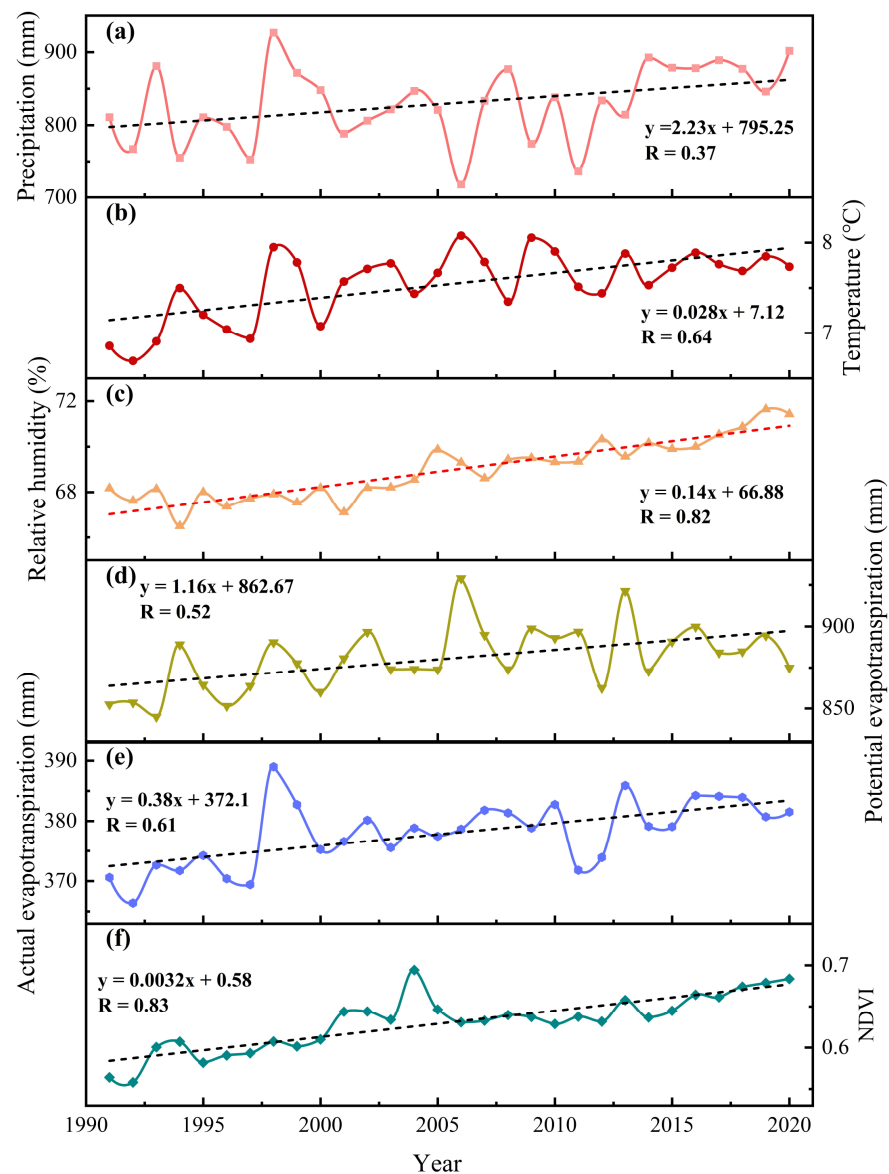 (a)
Precipitation (mm)
900
800
700
y =2.23x + 795.25
R = 0.37
(b)
Temperature (°C)
8
7
y = 0.028x + 7.12
R = 0.64
(c)
Relative humidity (%)
72
68
y = 0.14x + 66.88
R = 0.82
(d)
y = 1.16x + 862.67
R = 0.52
Potential evapotranspiration (mm)
900
850
(e)
Actual evapotranspiration (mm)
390
380
370
y = 0.38x + 372.1
R = 0.61
(f)
y = 0.0032x + 0.58
R = 0.83
NDVI
0.7
0.6
1990
1995
2000
2005
2010
2015
2020
Year